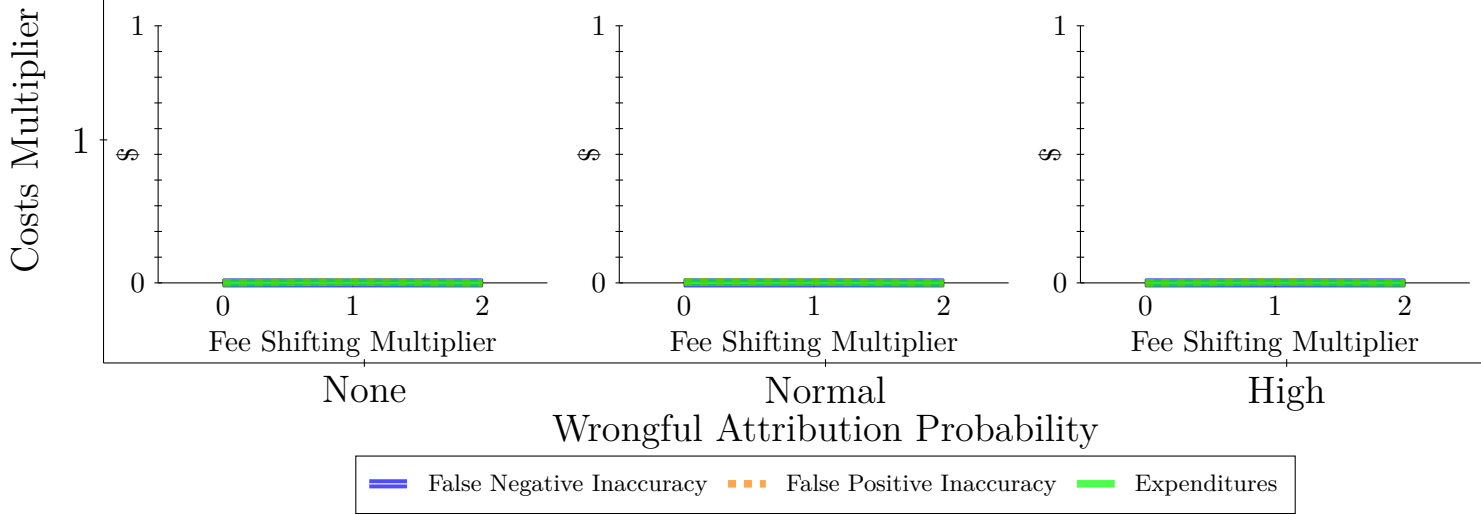 Costs Multiplier
1
1
$
0
0 1 2
Fee Shifting Multiplier
1
$
0
0 1 2
Fee Shifting Multiplier
1
$
0
0 1 2
Fee Shifting Multiplier
None Normal High
Wrongful Attribution Probability
False Negative Inaccuracy False Positive Inaccuracy Expenditures